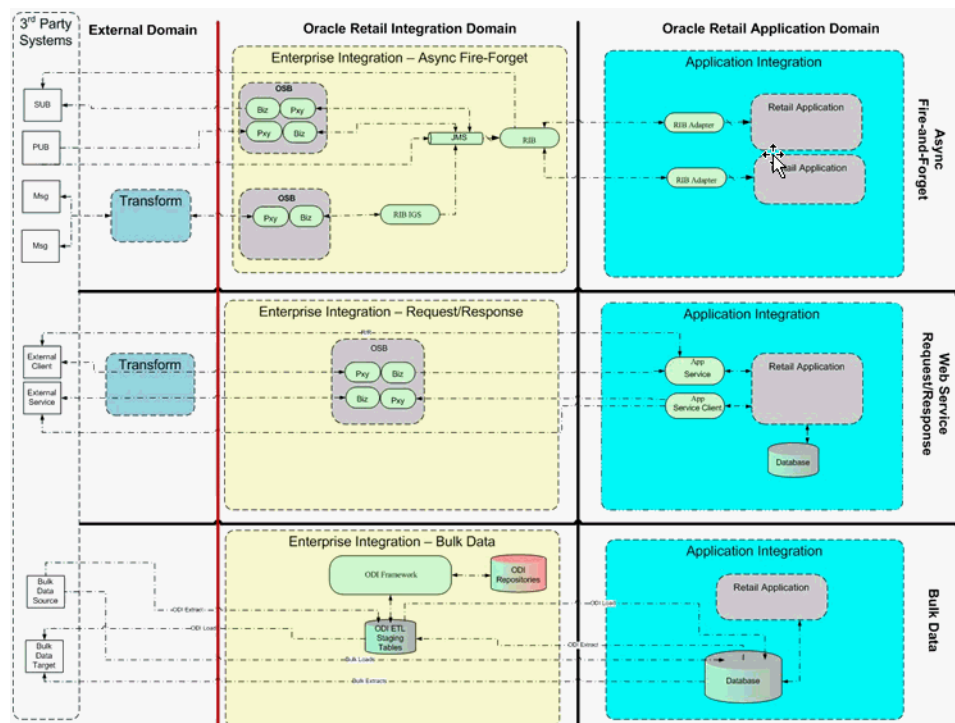 3rd Party
Systems
External Domain
Oracle Retail Integration Domain
Oracle Retail Application Domain
Enterprise Integration – Async Fire-Forget
Application Integration
SUB
PUB
Msg
Msg
Transform
OSB
Biz
Pxy
Pxy
Biz
OSB
Pxy
Biz
JMS
RIB
RIB IGS
RIB Adapter
Retail Application
RIB Adapter
ail Application
Async
Fire-and-Forget
Enterprise Integration – Request/Response
Application Integration
External
Client
External
Service
Transform
OSB
Pxy
Biz
Biz
Pxy
App
Service
App
Service Client
Retail Application
Database
Web Service
Request/Response
Enterprise Integration – Bulk Data
Application Integration
Bulk
Data
Source
Bulk
Data
Target
ODI Framework
ODI
Repositories
ODI ETL
Staging
Tables
ODI Extract
ODI Load
ODI Load
ODI Extract
Bulk Loads
Bulk Extracts
Retail Application
Database
Bulk Data